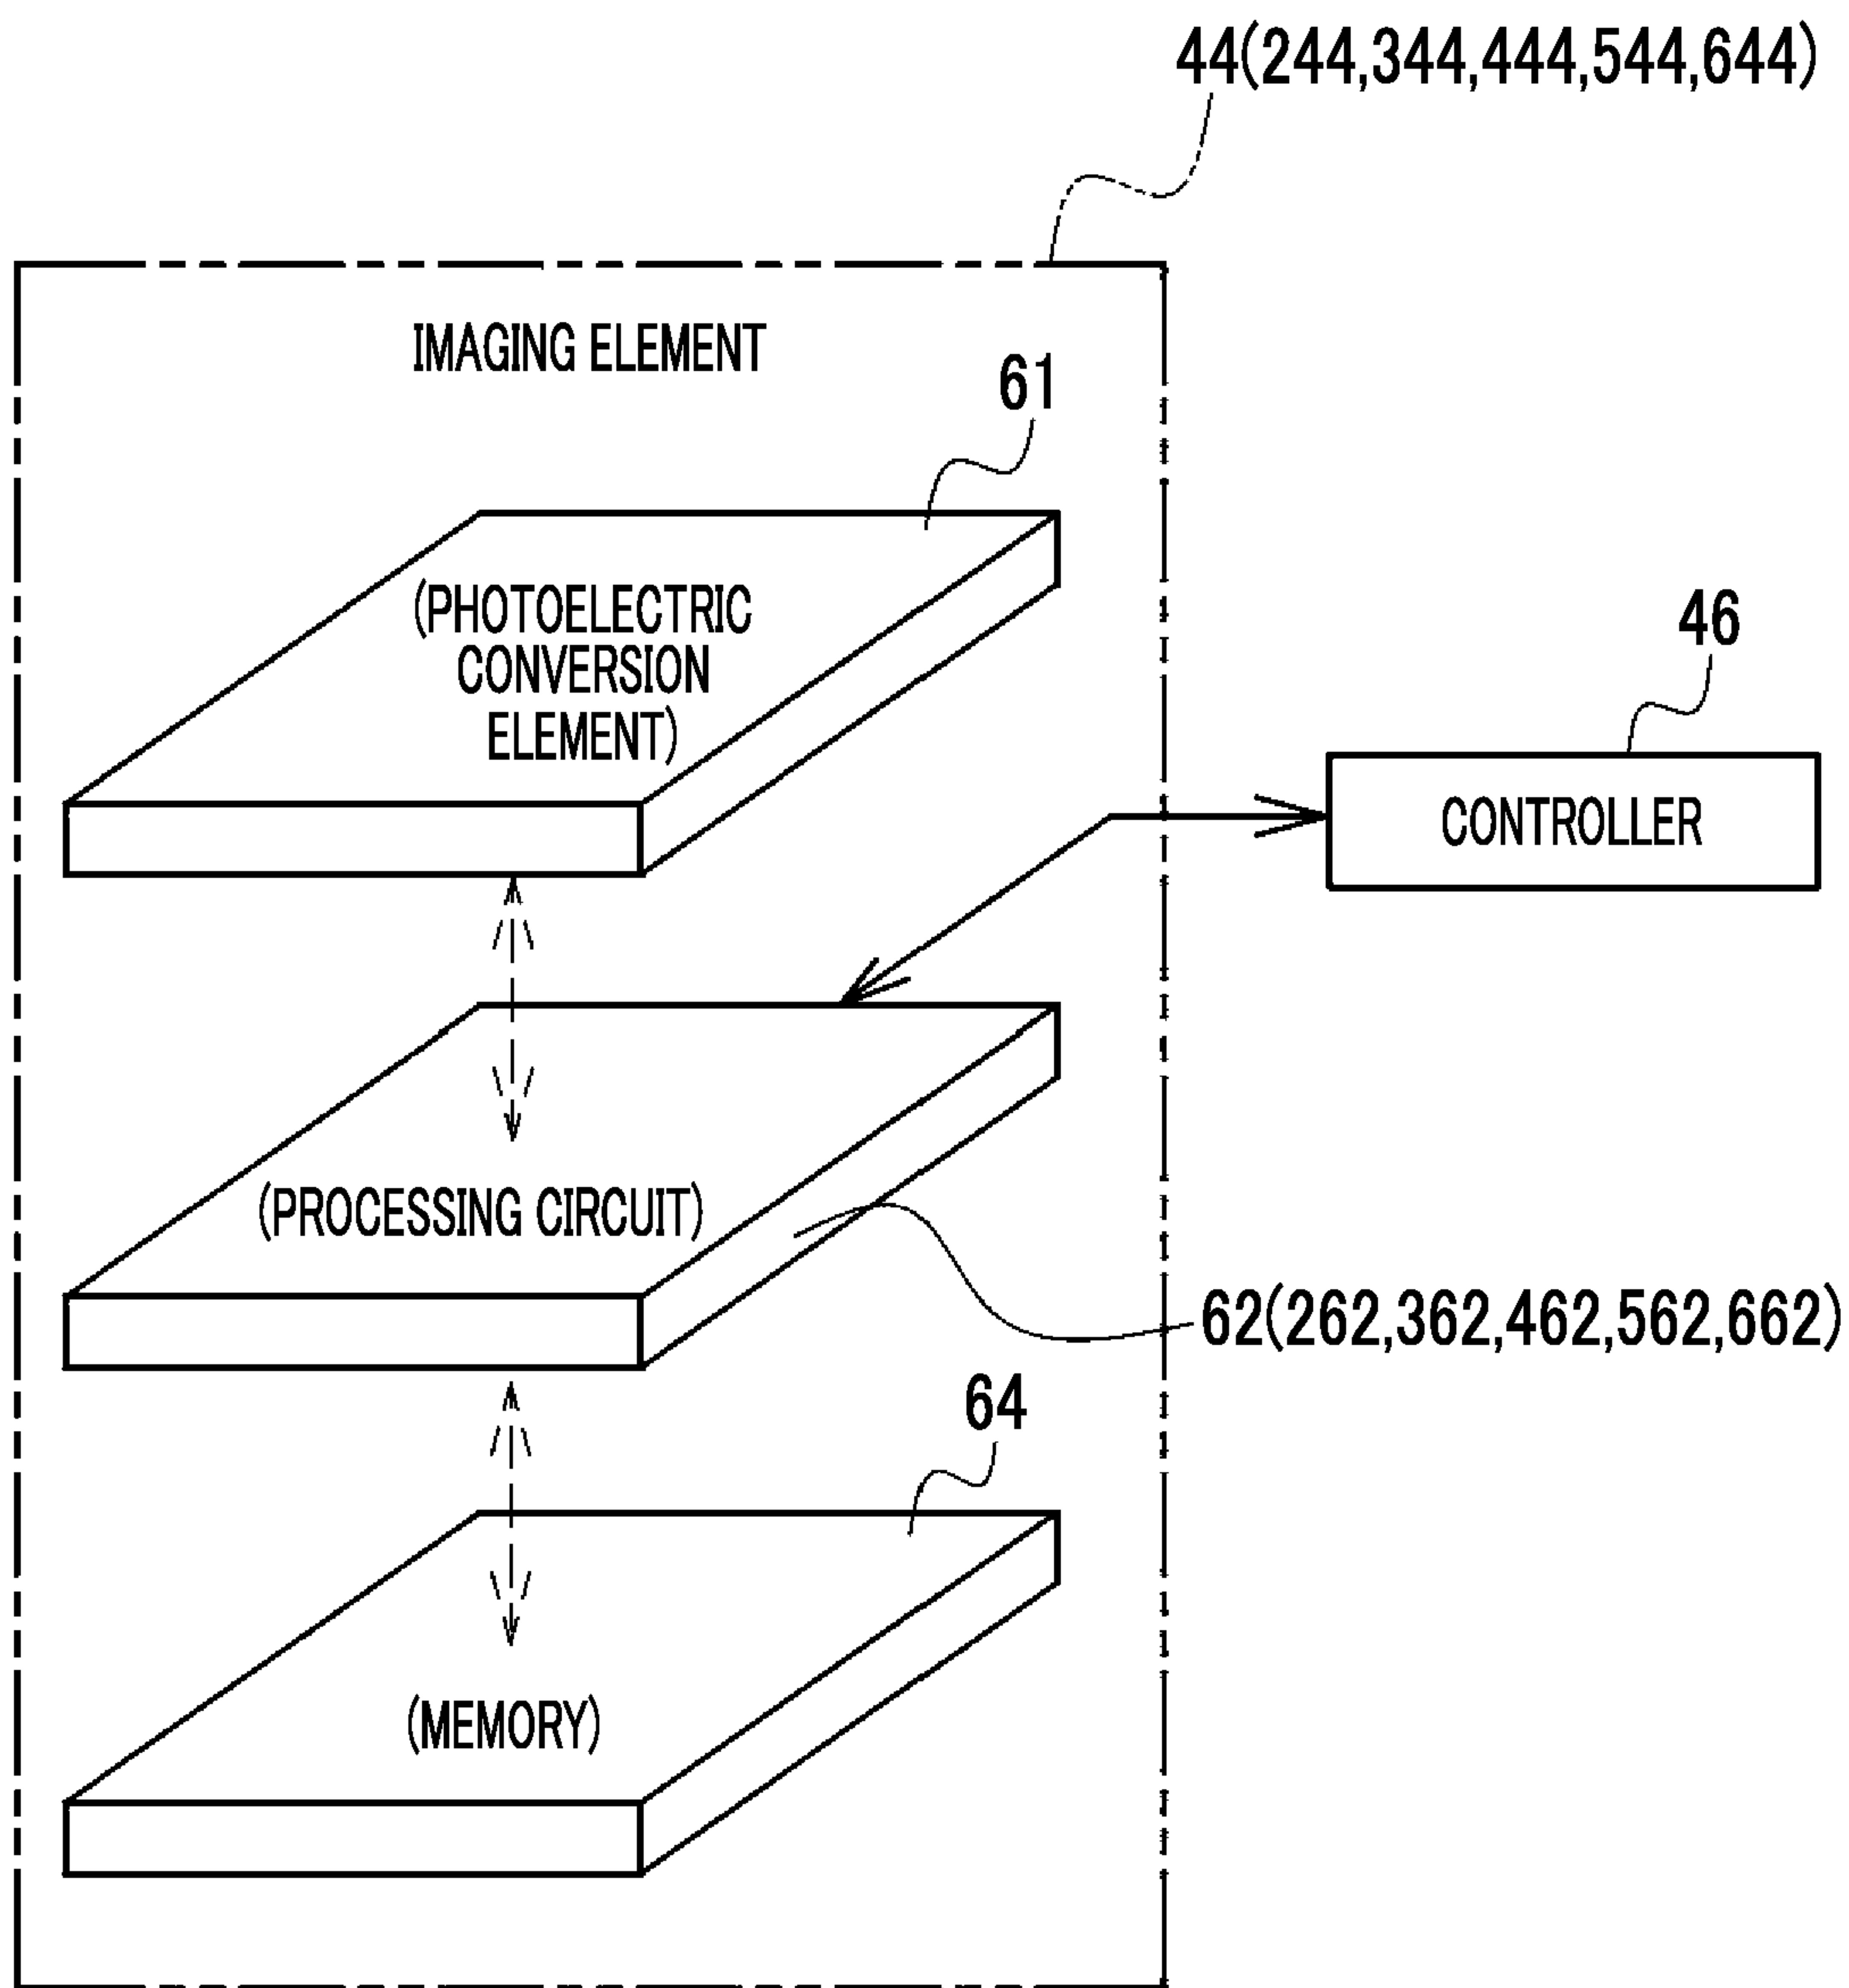 44(244,344,444,544,644)
IMAGING ELEMENT
61
(PHOTOELECTRIC
CONVERSION
ELEMENT)
46
CONTROLLER
(PROCESSING CIRCUIT)
62(262,362,462,562,662)
64
(MEMORY)